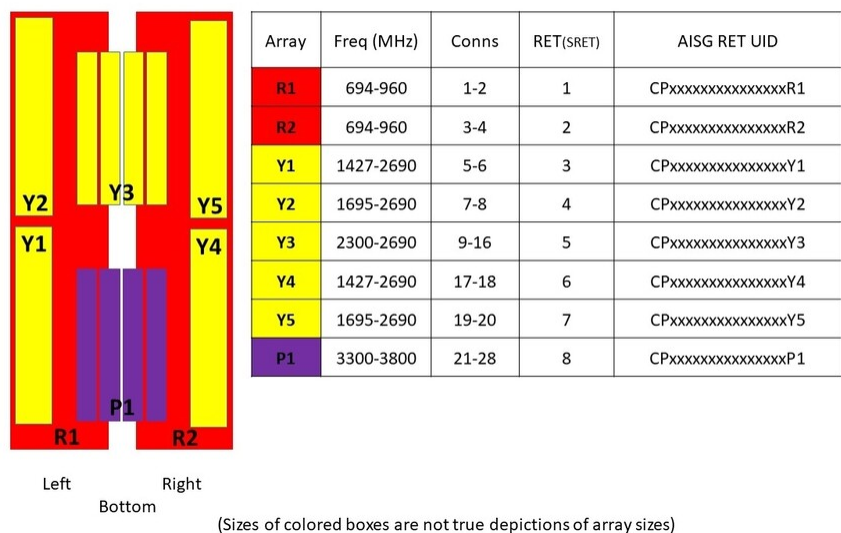 Y2
Y3
Y5
Y1
Y4
P1
R1
R2
Left
Right
Bottom
Array Freq (MHz) Conns RET(SRET) AISG RET UID
R1 694-960 1-2 1 CPxxxxxxxxxxxxxxxR1
R2 694-960 3-4 2 CPxxxxxxxxxxxxxxxR2
Y1 1427-2690 5-6 3 CPxxxxxxxxxxxxxxxY1
Y2 1695-2690 7-8 4 CPxxxxxxxxxxxxxxxY2
Y3 2300-2690 9-16 5 CPxxxxxxxxxxxxxxxY3
Y4 1427-2690 17-18 6 CPxxxxxxxxxxxxxxxY4
Y5 1695-2690 19-20 7 CPxxxxxxxxxxxxxxxY5
P1 3300-3800 21-28 8 CPxxxxxxxxxxxxxxxP1
(Sizes of colored boxes are not true depictions of array sizes)